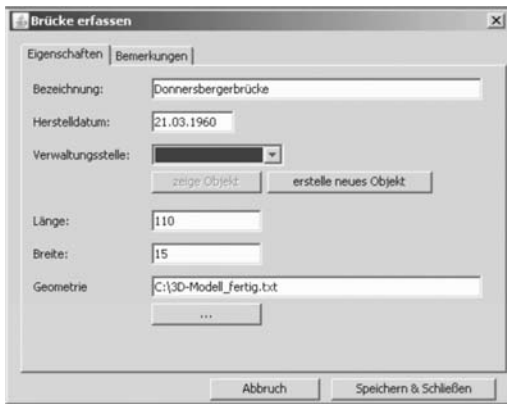 Brücke erfassen
Eigenschaften Bemerkungen
Bezeichnung: Donnersbergerbrücke
Herstelldatum: 21.03.1960
Verwaltungsstelle:
zeige Objekt erstelle neues Objekt
Länge: 110
Breite: 15
Geometrie C:\3D-Modell_fertig.txt
...
Abbruch Speichern & Schließen